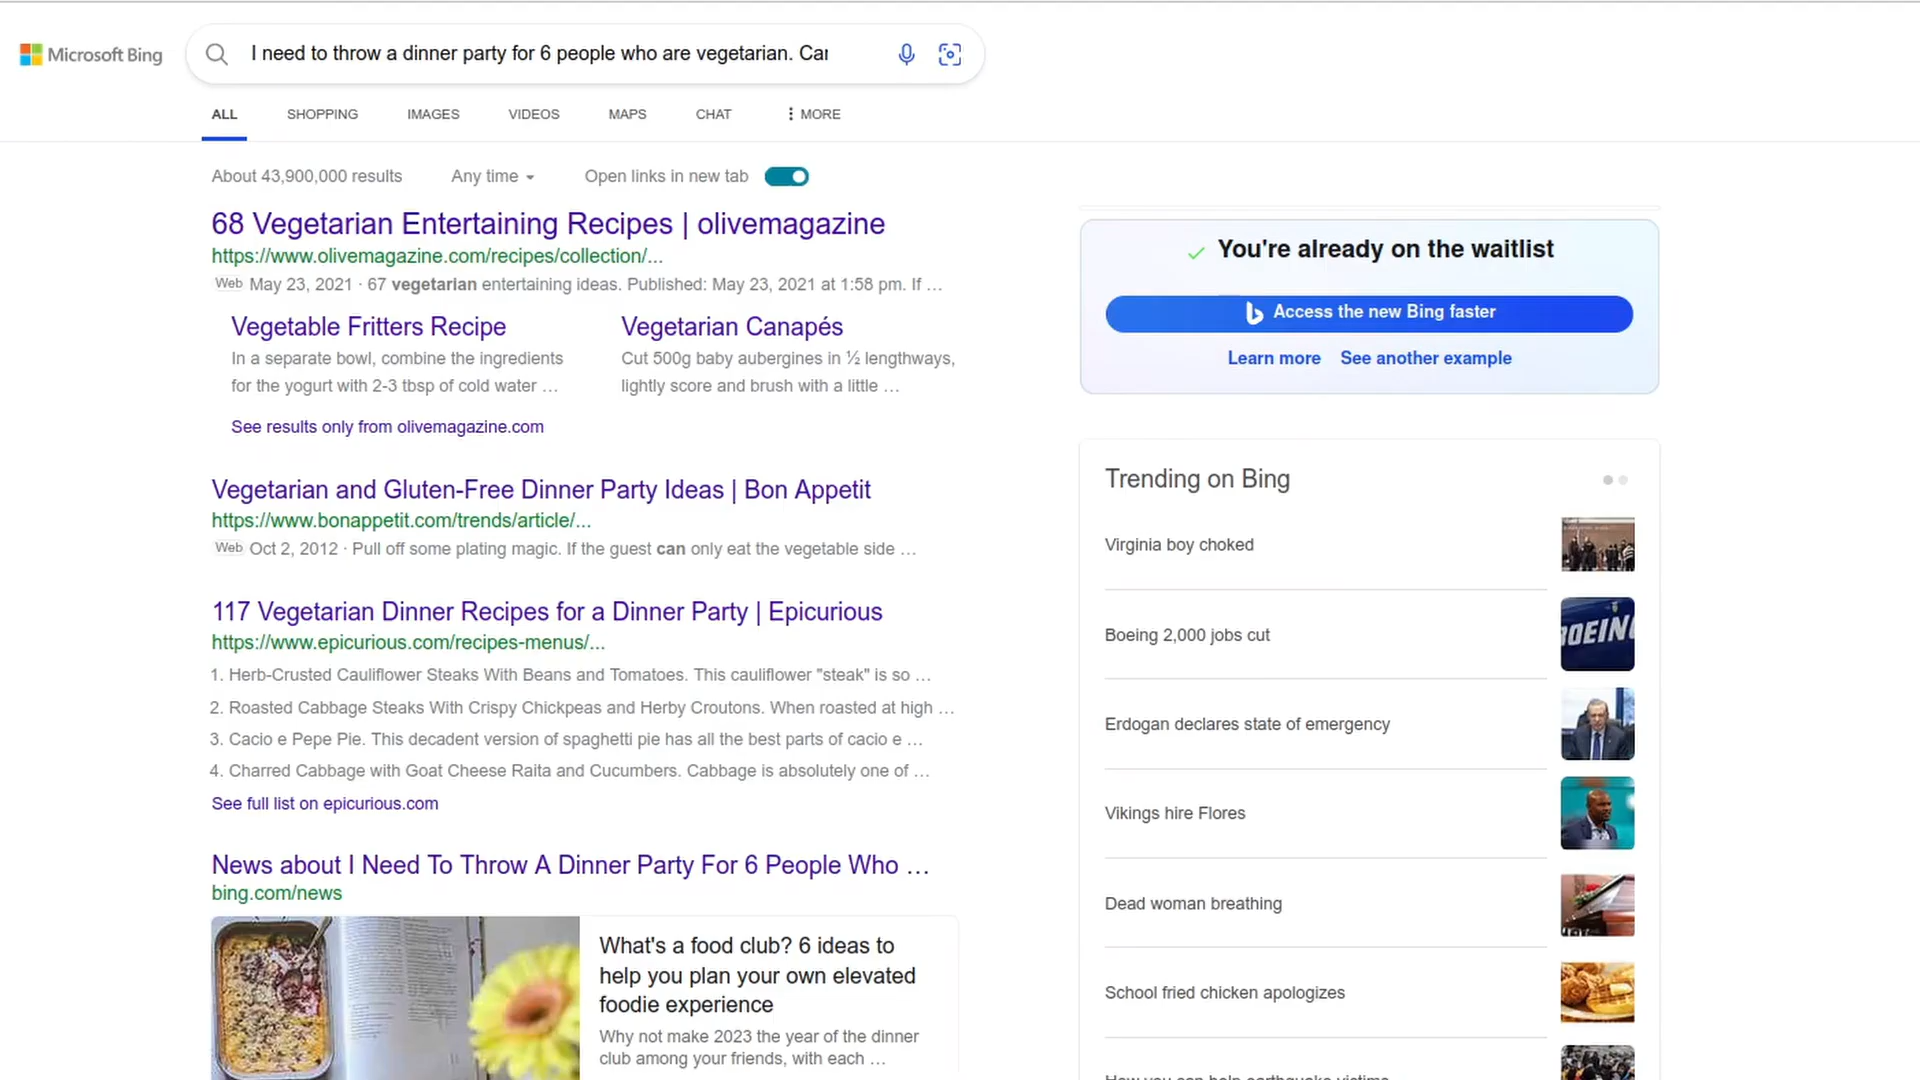 Microsoft Bing
I need to throw a dinner party for 6 people who are vegetarian. Can
ALL
SHOPPING
IMAGES
VIDEOS
MAPS
CHAT
MORE
About 43,900,000 results
Any time
Open links in new tab
68 Vegetarian Entertaining Recipes | olivemagazine
https://www.olivemagazine.com/recipes/collection/...
Web May 23, 2021 · 67 vegetarian entertaining ideas. Published: May 23, 2021 at 1:58 pm. If …
Vegetable Fritters Recipe
In a separate bowl, combine the ingredients
for the yogurt with 2-3 tbsp of cold water …
Vegetarian Canapés
Cut 500g baby aubergines in ½ lengthways,
lightly score and brush with a little …
See results only from olivemagazine.com
Vegetarian and Gluten-Free Dinner Party Ideas | Bon Appetit
https://www.bonappetit.com/trends/article/...
Web Oct 2, 2012 · Pull off some plating magic. If the guest can only eat the vegetable side …
117 Vegetarian Dinner Recipes for a Dinner Party | Epicurious
https://www.epicurious.com/recipes-menus/...
1. Herb-Crusted Cauliflower Steaks With Beans and Tomatoes. This cauliflower "steak" is so …
2. Roasted Cabbage Steaks With Crispy Chickpeas and Herby Croutons. When roasted at high …
3. Cacio e Pepe Pie. This decadent version of spaghetti pie has all the best parts of cacio e …
4. Charred Cabbage with Goat Cheese Raita and Cucumbers. Cabbage is absolutely one of …
See full list on epicurious.com
News about I Need To Throw A Dinner Party For 6 People Who …
bing.com/news
What's a food club? 6 ideas to
help you plan your own elevated
foodie experience
Why not make 2023 the year of the dinner
club among your friends, with each …
You're already on the waitlist
Access the new Bing faster
Learn more
See another example
Trending on Bing
Virginia boy choked
Boeing 2,000 jobs cut
BOEING
Erdogan declares state of emergency
Vikings hire Flores
Dead woman breathing
School fried chicken apologizes
How you can help earthquake victims